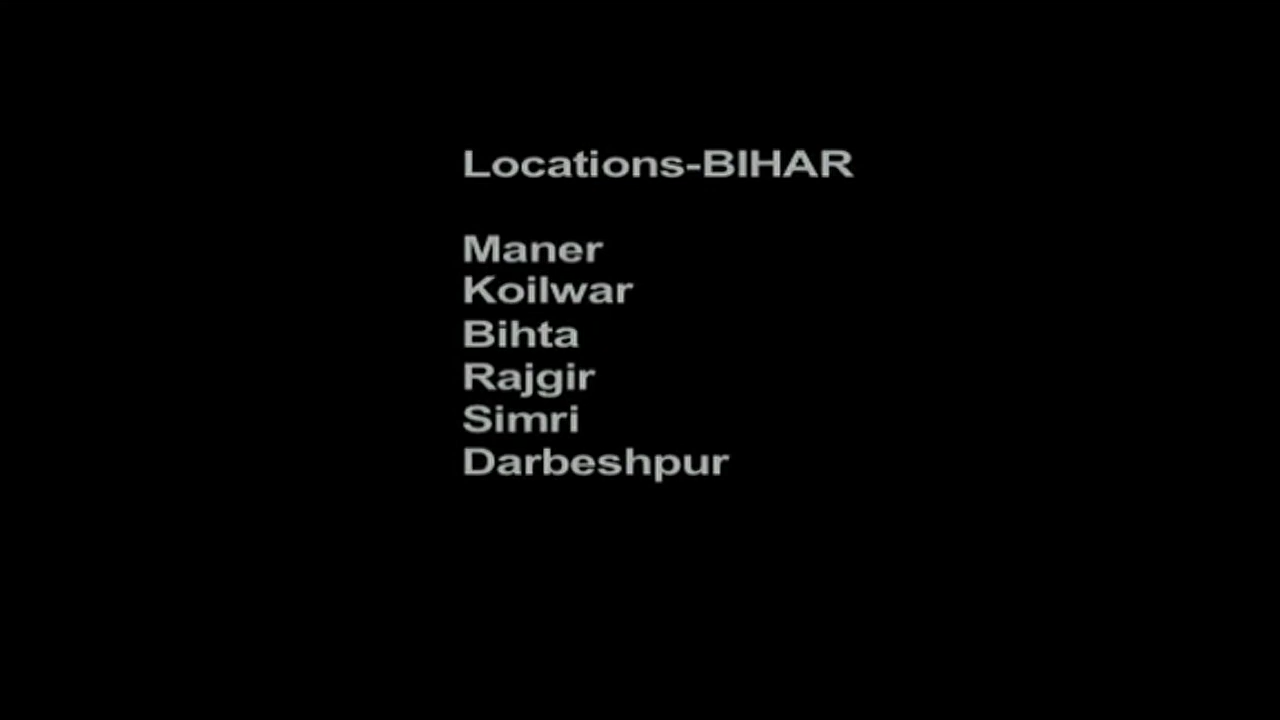 Locations-BIHAR
Maner
Koilwar
Bihta
Rajgir
Simri
Darbeshpur